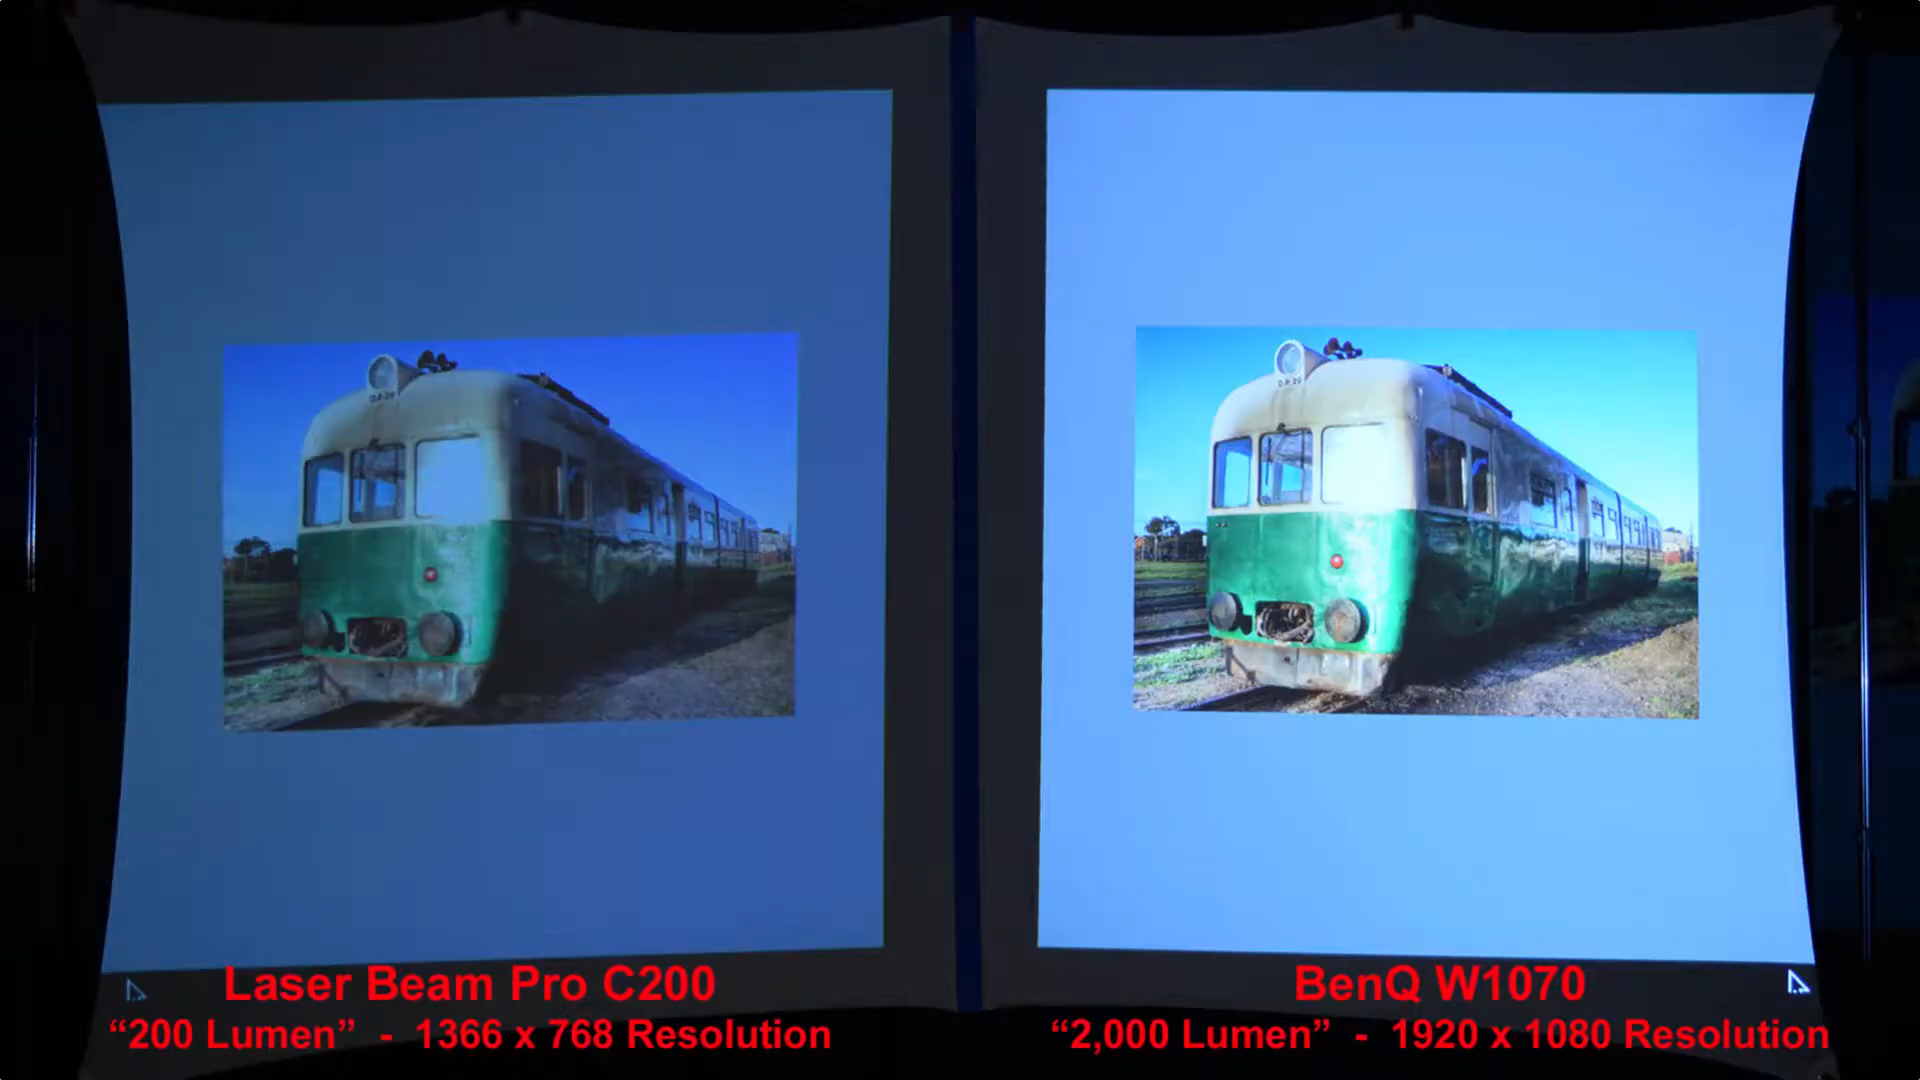 Laser Beam Pro C200
“200 Lumen” - 1366 x 768 Resolution
BenQ W1070
“2,000 Lumen” - 1920 x 1080 Resolution